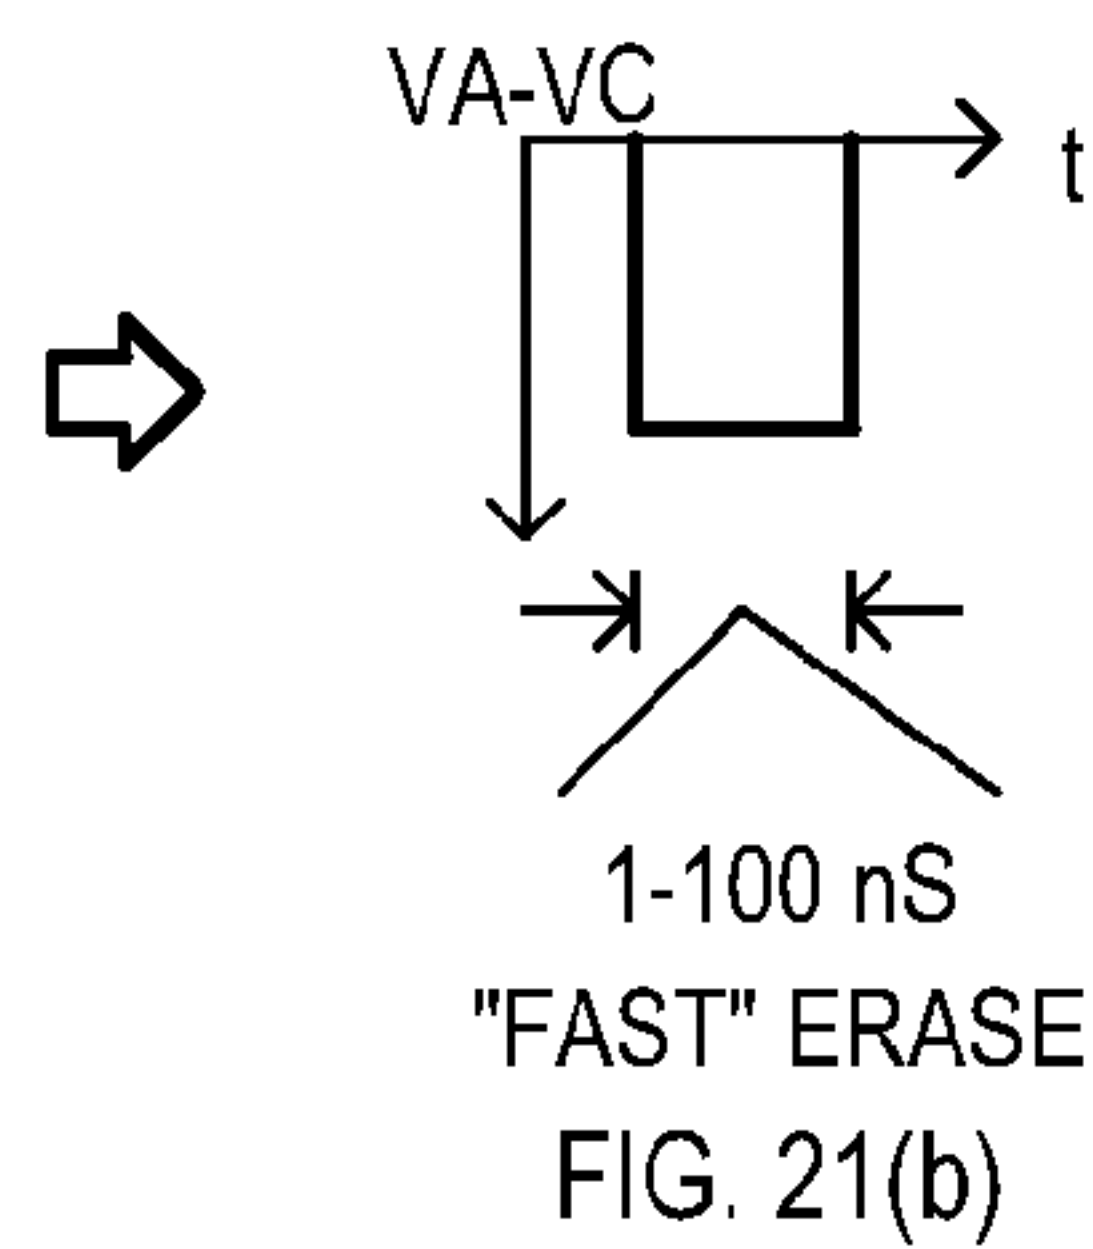 VA-VC
t
1-100 nS
"FAST" ERASE
FIG. 21(b)